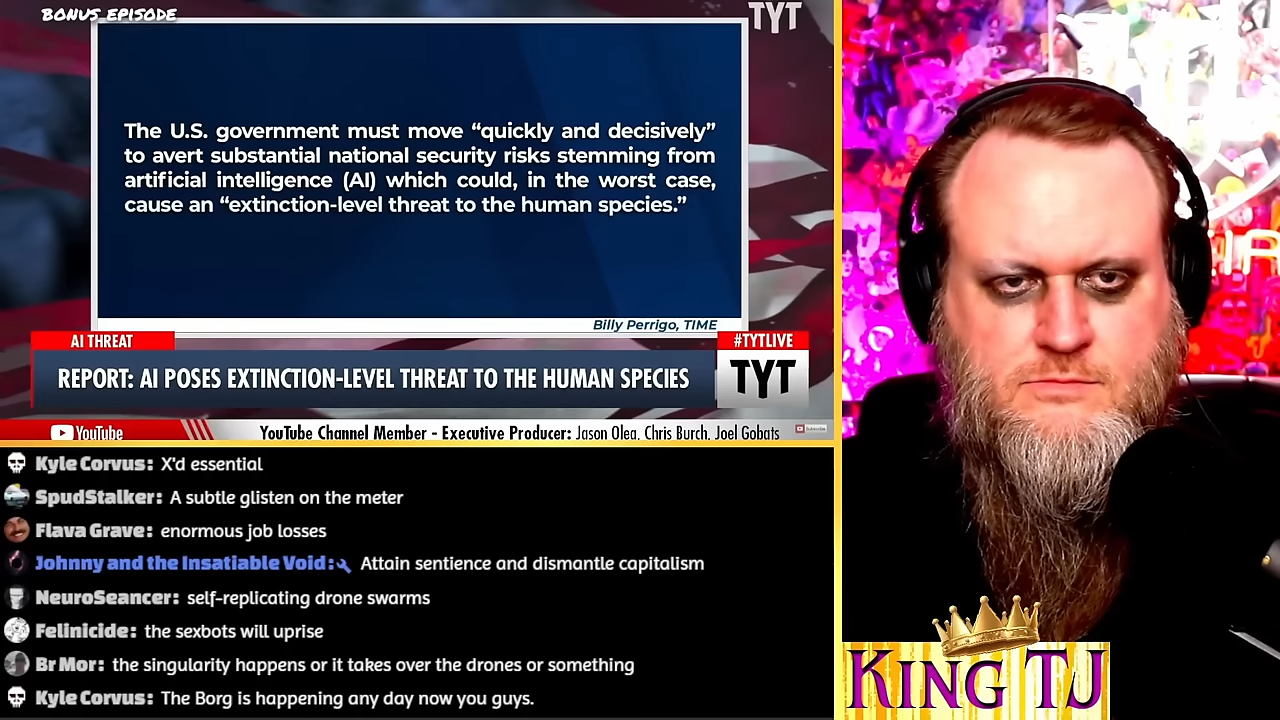 BONUS EPISODE
TYT
The U.S. government must move “quickly and decisively”
to avert substantial national security risks stemming from
artificial intelligence (AI) which could, in the worst case,
cause an “extinction-level threat to the human species.”
Billy Perrigo, TIME
AI THREAT
#TYTLIVE
REPORT: AI POSES EXTINCTION-LEVEL THREAT TO THE HUMAN SPECIES
TYT
YouTube
YouTube Channel Member - Executive Producer: Jason Olea, Chris Burch, Joel Gobats
Subscribe
Kyle Corvus: X'd essential
SpudStalker: A subtle glisten on the meter
Flava Grave: enormous job losses
Johnny and the Insatiable Void: Attain sentience and dismantle capitalism
NeuroSeancer: self-replicating drone swarms
Felinicide: the sexbots will uprise
Br Mor: the singularity happens or it takes over the drones or something
Kyle Corvus: The Borg is happening any day now you guys.
KING TJ